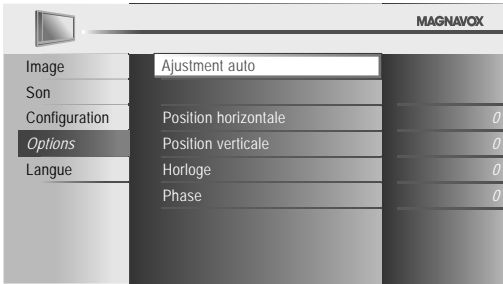 MAGNAVOX
Image
Son
Configuration
Options
Langue
Ajustment auto
Position horizontale 0
Position verticale 0
Horloge 0
Phase 0